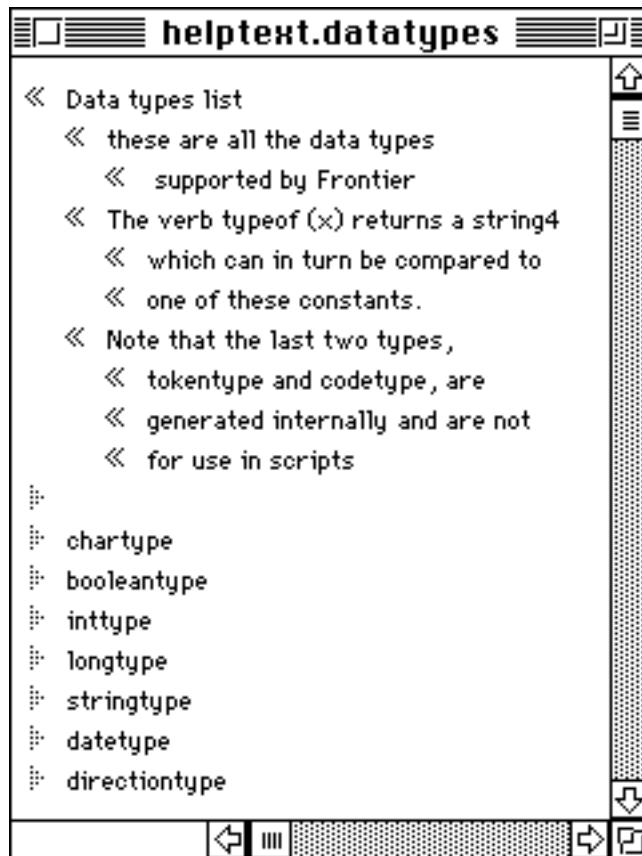 helptext.datatypes
« Data types list
« these are all the data types
« supported by Frontier
« The verb typeof (x) returns a string4
« which can in turn be compared to
« one of these constants.
« Note that the last two types,
« tokentype and codetype, are
« generated internally and are not
« for use in scripts
chartype
booleantype
inttype
longtype
stringtype
datetype
directiontype